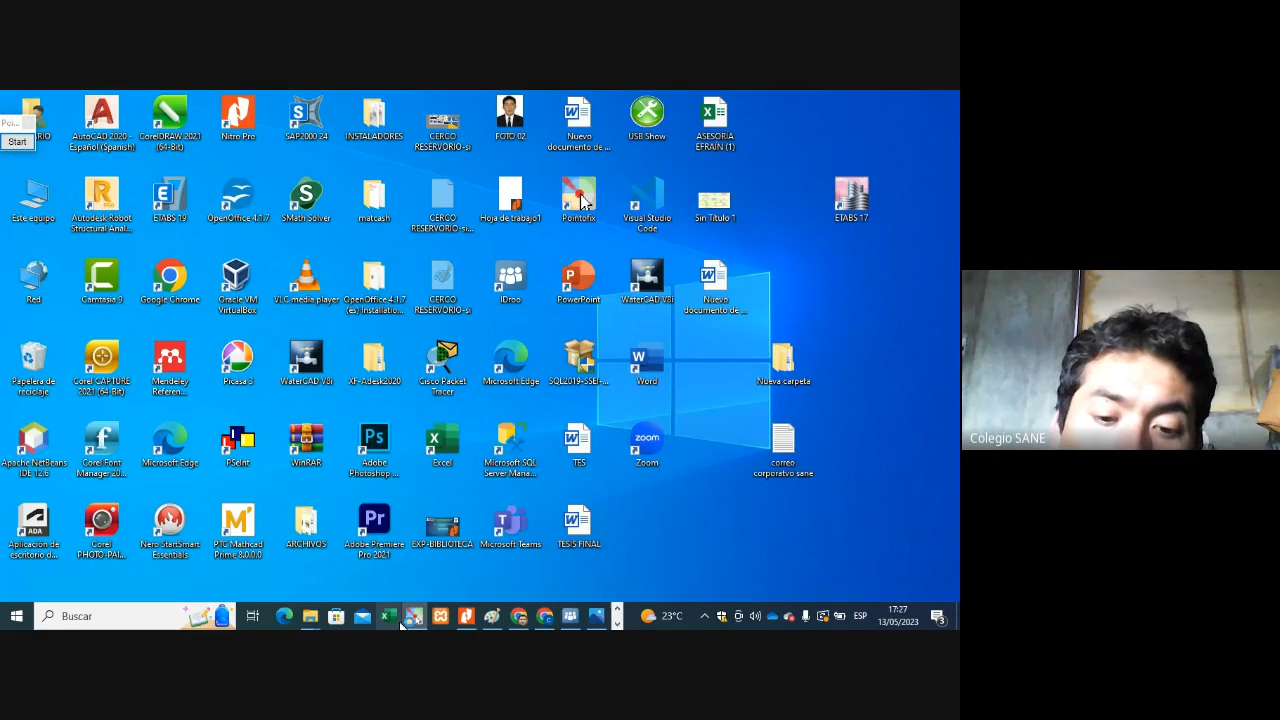 Poi...
Start
AutoCAD 2020 -
Español (Spanish)
CorelDRAW 2021
(64-Bit)
Nitro Pro
SAP2000 24
INSTALADORES
CERCO
RESERVORIO-si
FOTO 02
Nuevo
documento de ...
USB Show
ASESORÍA
EFRAÍN (1)
Este equipo
Autodesk Robot
Structural Anal...
ETABS 19
OpenOffice 4.1.7
SMath Solver
matcash
CERCO
RESERVORIO-si...
Hoja de trabajo1
Pointofix
Visual Studio
Code
Sin Título 1
ETABS 17
Red
Camtasia 9
Google Chrome
Oracle VM
VirtualBox
VLC media player
OpenOffice 4.1.7
(es) Installatio...
CERCO
RESERVORIO-si
IDroo
PowerPoint
WaterCAD V8i
Nuevo
documento de ...
Papelera de
reciclaje
Corel CAPTURE
2021 (64-Bit)
Mendeley
Referen...
Picasa 3
WaterCAD V8i
XF-Adesk2020
Cisco Packet
Tracer
Microsoft Edge
SQL2019-SSEI-...
Word
Nueva carpeta
Apache NetBeans
IDE 12.6
Corel Font
Manager 20...
Microsoft Edge
PSeInt
WinRAR
Adobe
Photoshop ...
Excel
Microsoft SQL
Server Mana...
TES
Zoom
zoom
correo
corporatvo sane
Aplicación de
escritorio d...
Corel
PHOTO-PAI...
Nero StartSmart
Essentials
PTC Mathcad
Prime 8.0.0.0
ARCHIVOS
Adobe Premiere
Pro 2021
EXP-BIBLIOTECA
Microsoft Teams
TESIS FINAL
Buscar
23°C
ESP
17:27
13/05/2023
3
Colegio SANE